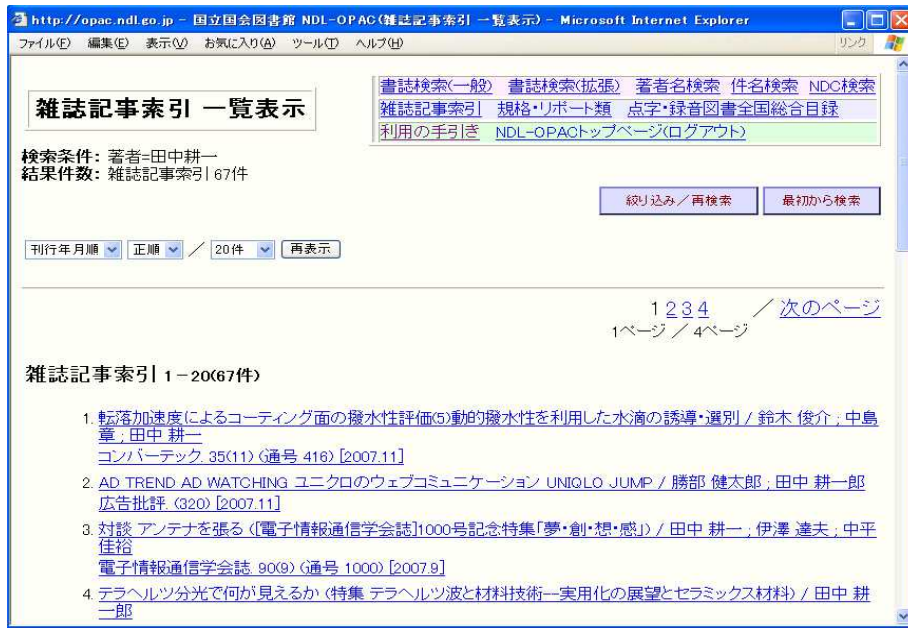 http://opac.ndl.go.jp - 国立国会図書館 NDL-OPAC(雑誌記事索引 一覧表示) - Microsoft Internet Explorer
ファイル(F) 編集(E) 表示(V) お気に入り(A) ツール(T) ヘルプ(H) リンク
雑誌記事索引 一覧表示
書誌検索(一般) 書誌検索(拡張) 著者名検索 件名検索 NDC検索
雑誌記事索引 規格・リポート類 点字・録音図書全国総合目録
利用の手引き NDL-OPACトップページ(ログアウト)
検索条件: 著者=田中耕一
結果件数: 雑誌記事索引 67件
絞り込み/再検索 最初から検索
刊行年月順 正順 / 20件 再表示
1 2 3 4 / 次のページ
1ページ / 4ページ
雑誌記事索引 1-20(67件)
1. 転落加速度によるコーティング面の撥水性評価(5)動的撥水性を利用した水滴の誘導・選別 / 鈴木 俊介 ; 中島
章 ; 田中 耕一
コンバーテック. 35(11) (通号 416) [2007.11]
2. AD TREND AD WATCHING ユニクロのウェブコミュニケーション UNIQLO JUMP / 勝部 健太郎 ; 田中 耕一郎
広告批評. (320) [2007.11]
3. 対談 アンテナを張る ([電子情報通信学会誌]1000号記念特集「夢・創・想・感」) / 田中 耕一 ; 伊澤 達夫 ; 中平
佳裕
電子情報通信学会誌. 90(9) (通号 1000) [2007.9]
4. テラヘルツ分光で何が見えるか (特集 テラヘルツ波と材料技術--実用化の展望とセラミックス材料) / 田中 耕
一郎